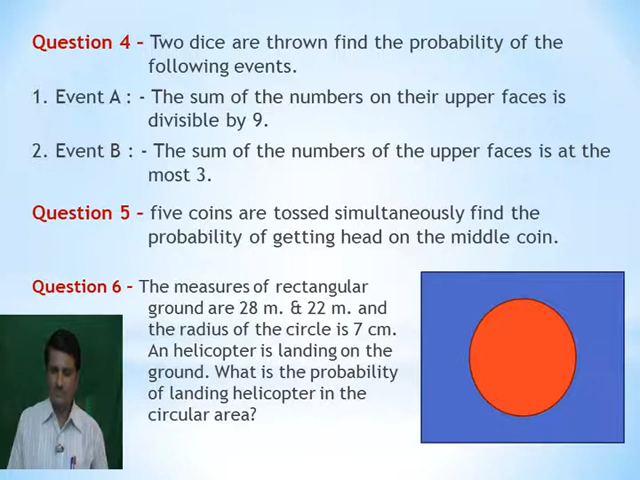 Question 4 – Two dice are thrown find the probability of the
following events.
1. Event A : - The sum of the numbers on their upper faces is
divisible by 9.
2. Event B : - The sum of the numbers of the upper faces is at the
most 3.
Question 5 – five coins are tossed simultaneously find the
probability of getting head on the middle coin.
Question 6 – The measures of rectangular
ground are 28 m. & 22 m. and
the radius of the circle is 7 cm.
An helicopter is landing on the
ground. What is the probability
of landing helicopter in the
circular area?